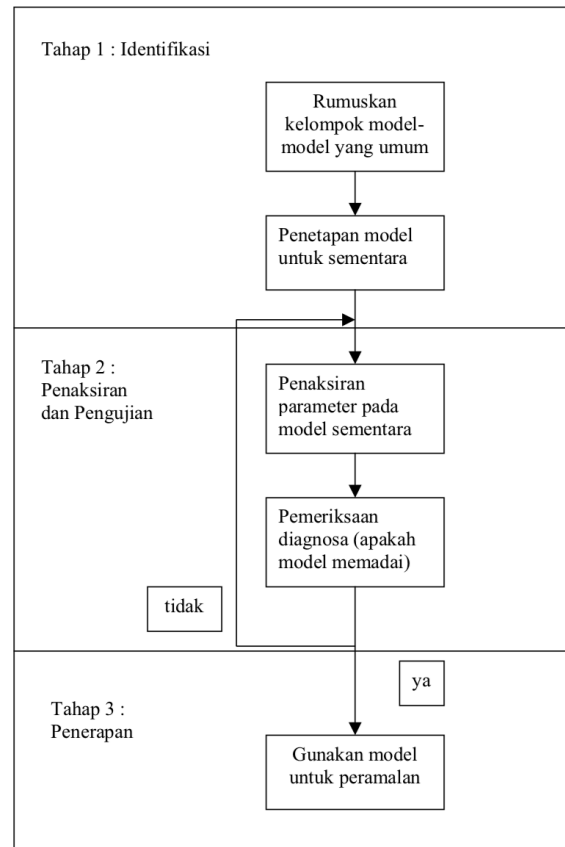 Tahap 1 : Identifikasi
Rumuskan
kelompok model-
model yang umum
Penetapan model
untuk sementara
Tahap 2 :
Penaksiran
dan Pengujian
Penaksiran
parameter pada
model sementara
Pemeriksaan
diagnosa (apakah
model memadai)
tidak
ya
Tahap 3 :
Penerapan
Gunakan model
untuk peramalan